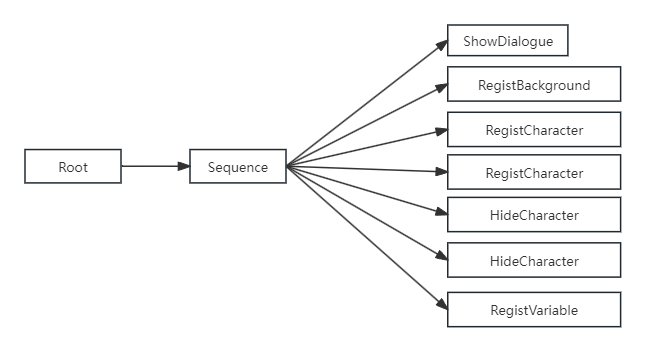 Root
Sequence
ShowDialogue
RegistBackground
RegistCharacter
RegistCharacter
HideCharacter
HideCharacter
RegistVariable